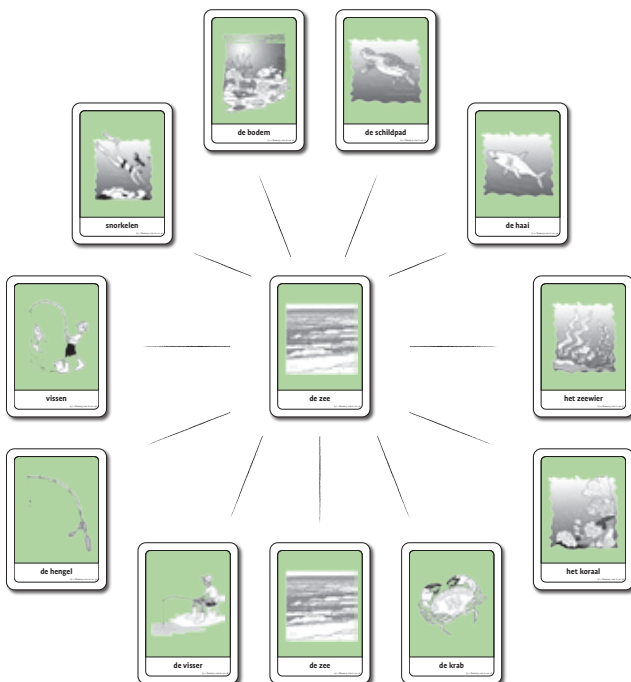 de bodem
de schildpad
snorkelen
de haai
vissen
de zee
het zeewier
de hengel
het koraal
de visser
de zee
de krab